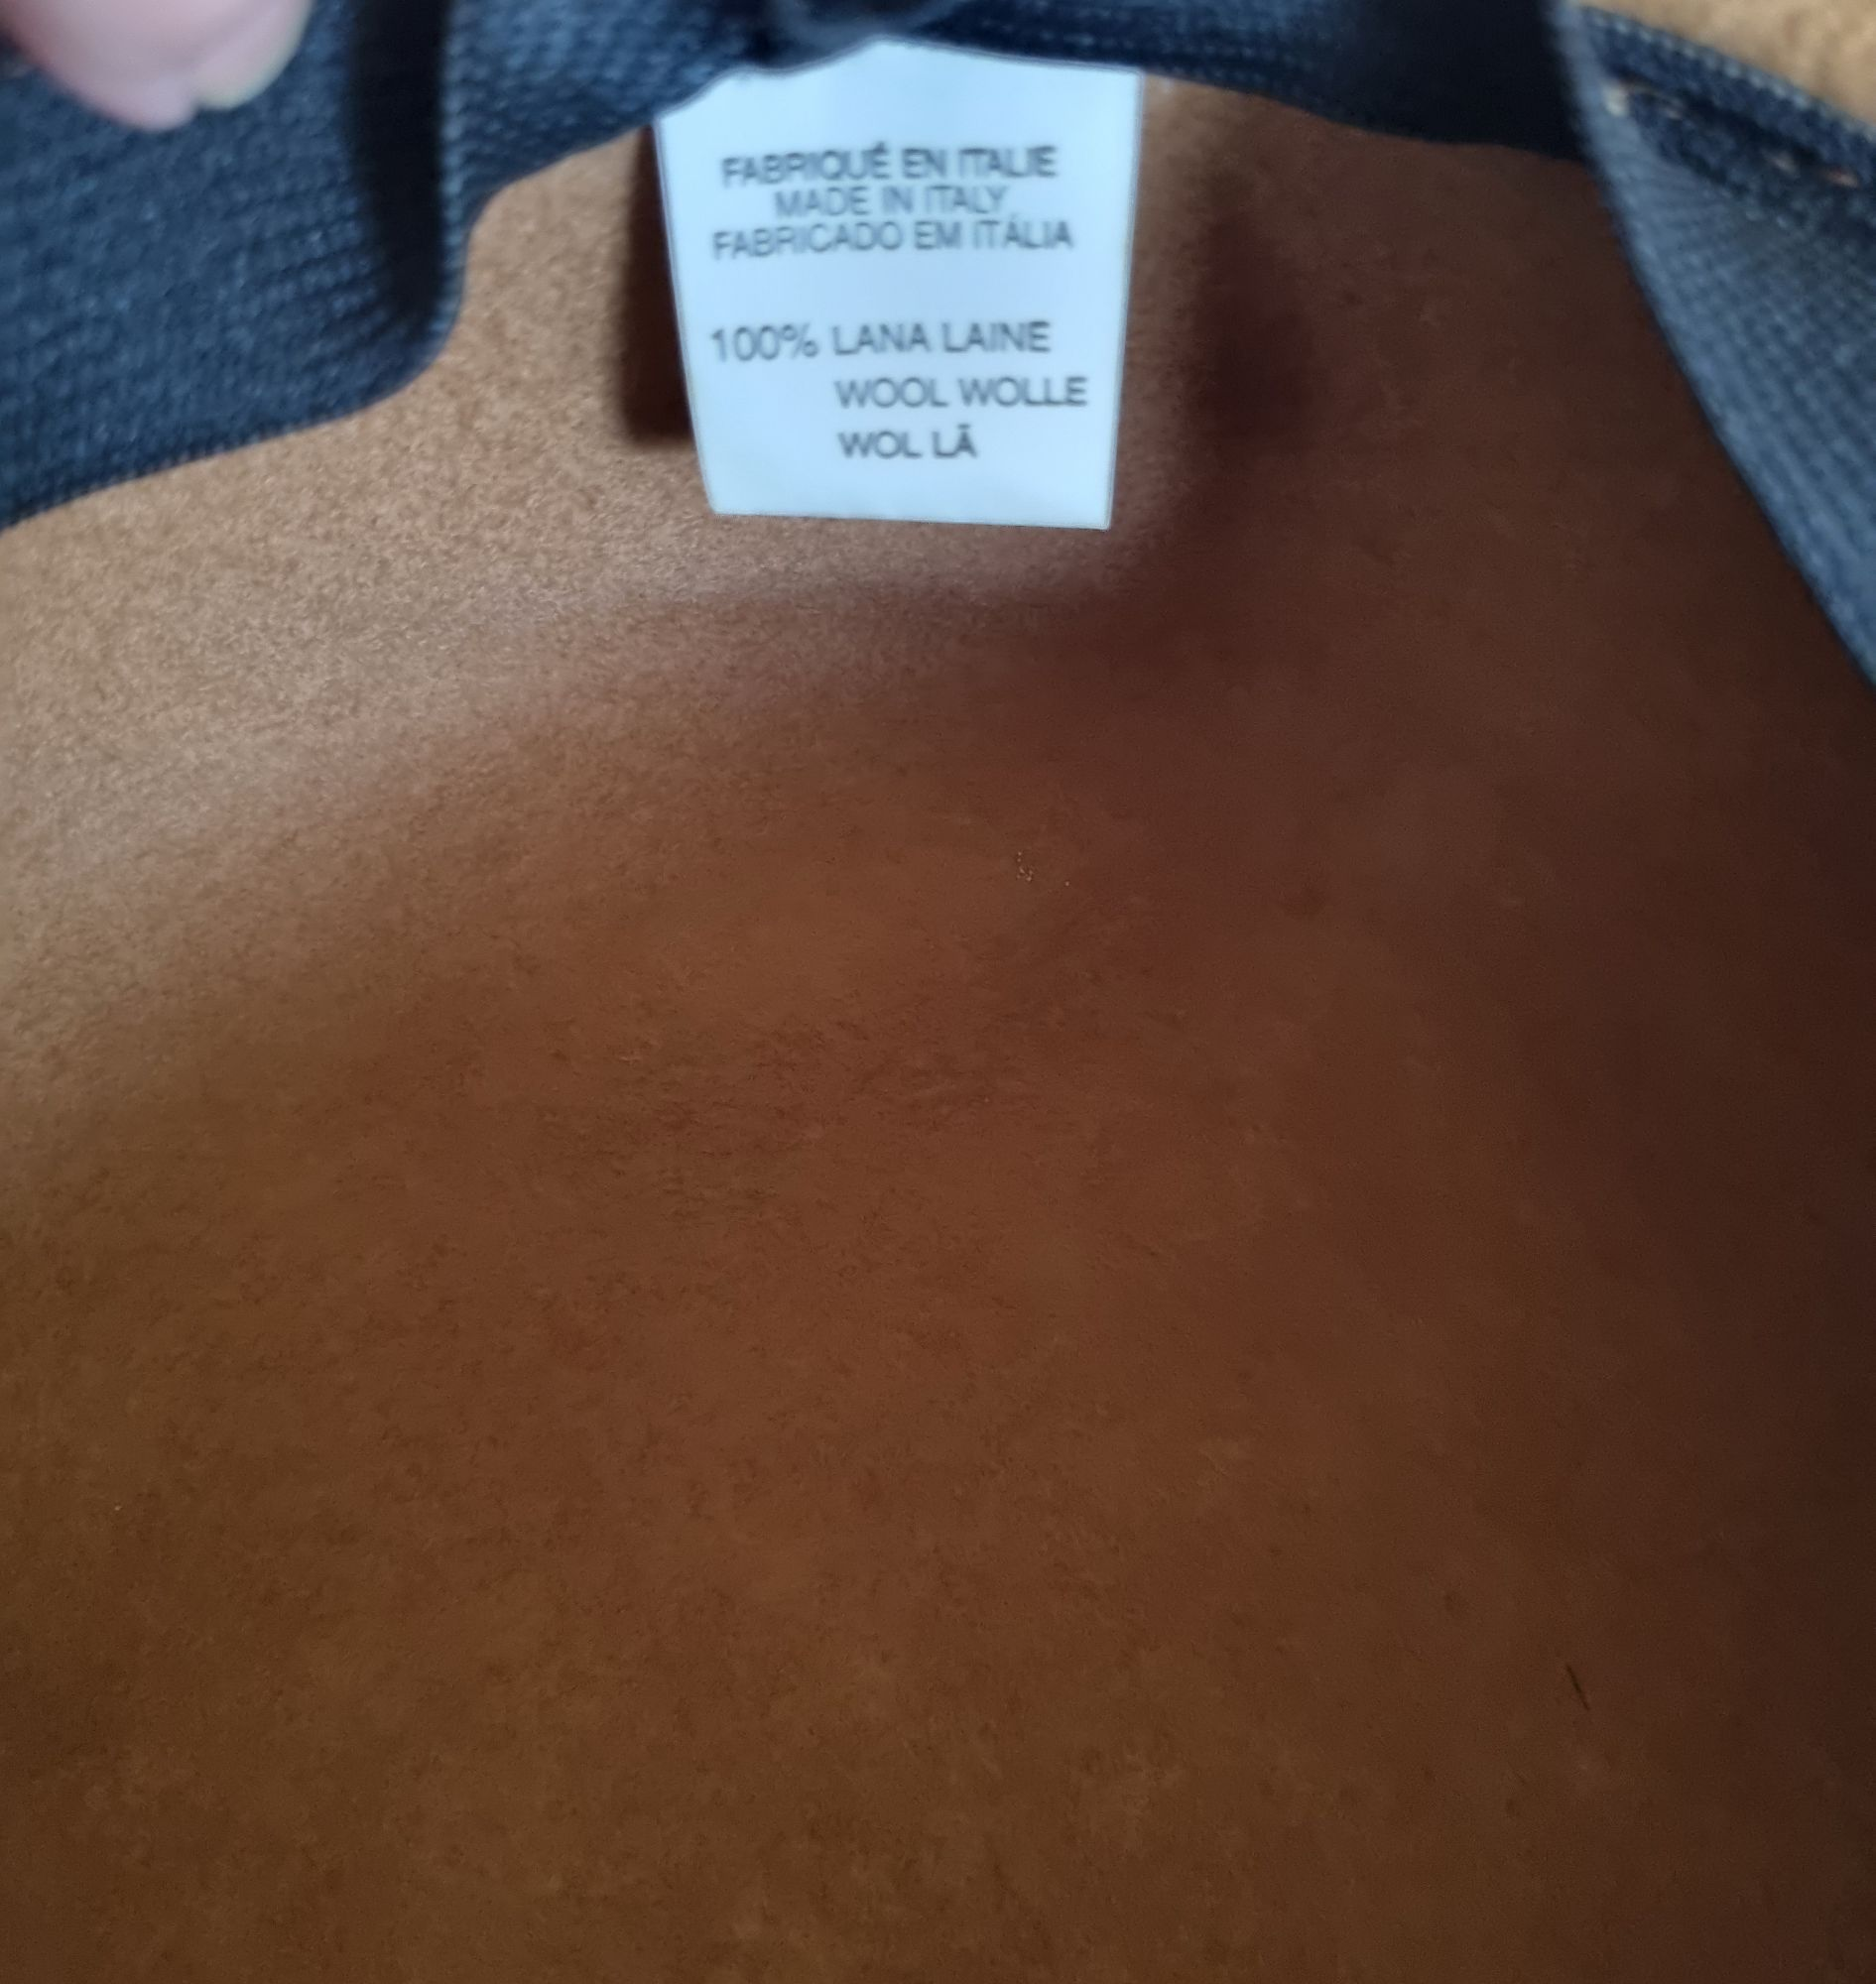 FABRIQUÉ EN ITALIE
MADE IN ITALY
FABRICADO EM ITÁLIA
100% LANA LAINE
WOOL WOLLE
WOL LÃ